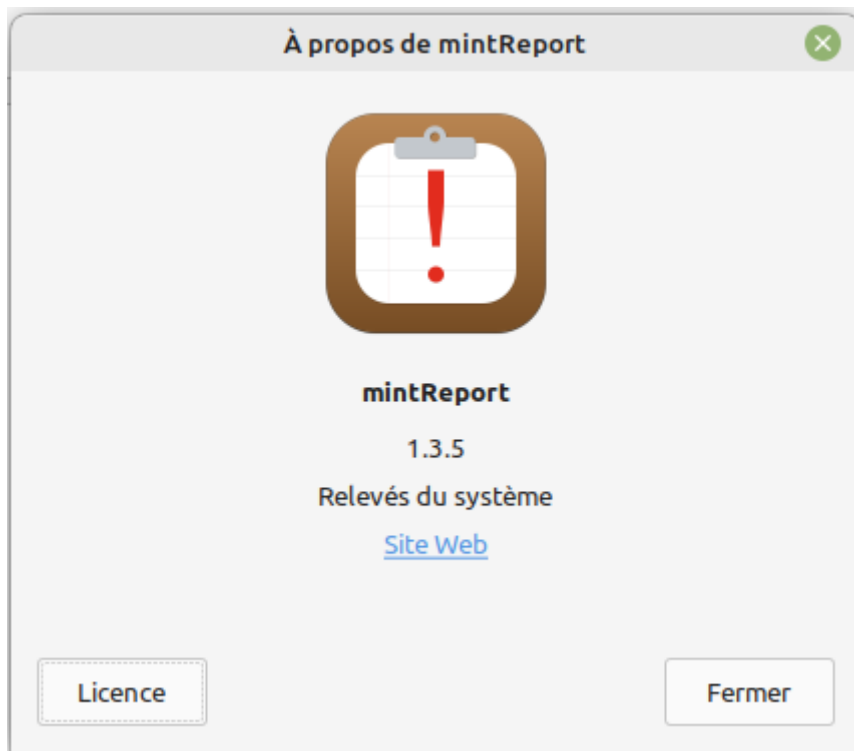 À propos de mintReport
mintReport
1.3.5
Relevés du système
Site Web
Licence
Fermer